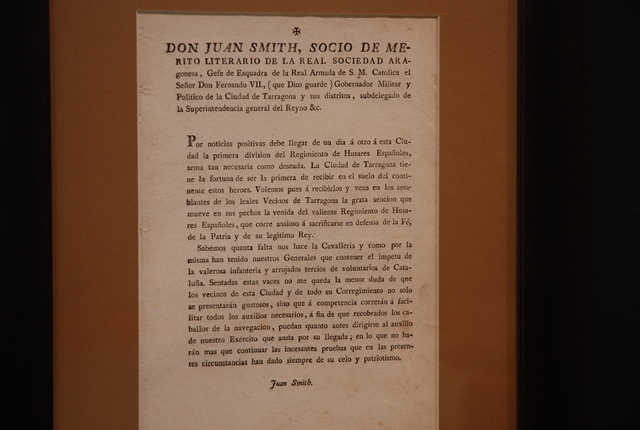 ✠
DON JUAN SMITH, SOCIO DE ME-
RITO LITERARIO DE LA REAL SOCIEDAD ARA-
gonesa, Gefe de Esquadra de la Real Armada de S. M. Catolica el
Señor Don Fernando VII., (que Dios guarde) Gobernador Militar y
Politico de la Ciudad de Tarragona y sus distritos, subdelegado de
la Superintendencia general del Reyno &c.
Por noticias positivas debe llegar de un dia á otro á esta Ciu-
dad la primera division del Regimiento de Husares Españoles,
arma tan necesaria como deseada. La Ciudad de Tarragona tie-
ne la fortuna de ser la primera de recibir en el suelo del conti-
nente estos heroes. Volemos pues á recibirlos y vean en los sem-
blantes de los leales Vecinos de Tarragona la grata sencion que
mueve en sus pechos la venida del valiente Regimiento de Husa-
res Españoles, que corre ansioso á sacrificarse en defensa de la Fé,
de la Patria y de su legitimo Rey.
Sabemos quanta falta nos hace la Cavalleria y como por la
misma han tenido nuestros Generales que contener el impetu de
la valerosa infanteria y arrojados tercios de voluntarios de Cata-
luña. Sentadas estas vaces no me queda la menor duda de que
los vecinos de esta Ciudad y de todo su Corregimiento no solo
se presentarán gustosos, sino que á competencia correrán á faci-
litar todos los auxilios necesarios, á fin de que recobrados los ca-
ballos de la navegacion, puedan quanto antes dirigirse al auxilio
de nuestro Exército que ansia por su llegada; en lo que no ha-
rán mas que continuar las incesantes pruebas que en las presen-
tes circunstancias han dado siempre de su celo y patriotismo.
Juan Smith.